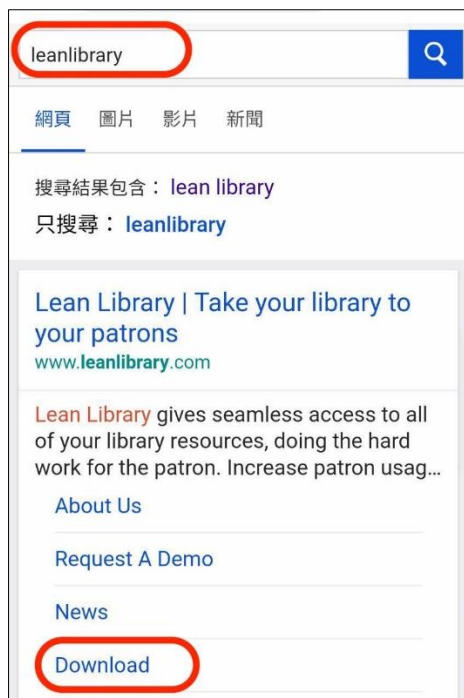 leanlibrary
網頁 圖片 影片 新聞
搜尋結果包含： lean library
只搜尋： leanlibrary
Lean Library | Take your library to
your patrons
www.leanlibrary.com
Lean Library gives seamless access to all
of your library resources, doing the hard
work for the patron. Increase patron usag...
About Us
Request A Demo
News
Download